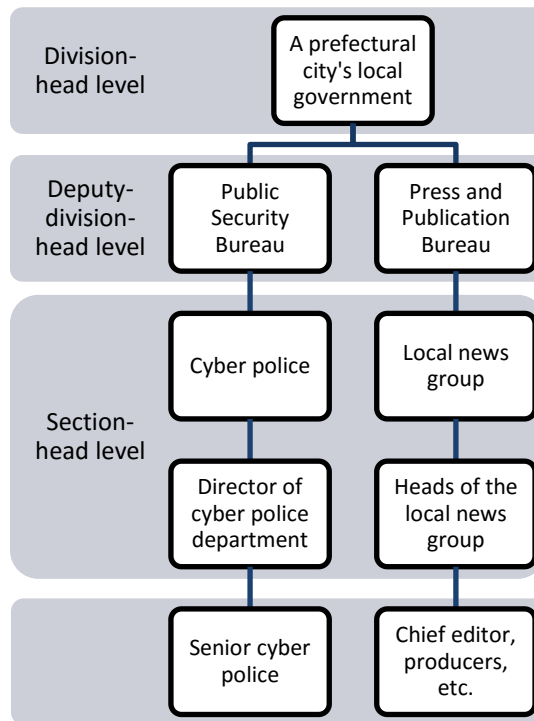 Division-
head level
A prefectural
city's local
government
Deputy-
division-
head level
Public
Security
Bureau
Press and
Publication
Bureau
Section-
head level
Cyber police
Local news
group
Director of
cyber police
department
Heads of the
local news
group
Senior cyber
police
Chief editor,
producers,
etc.